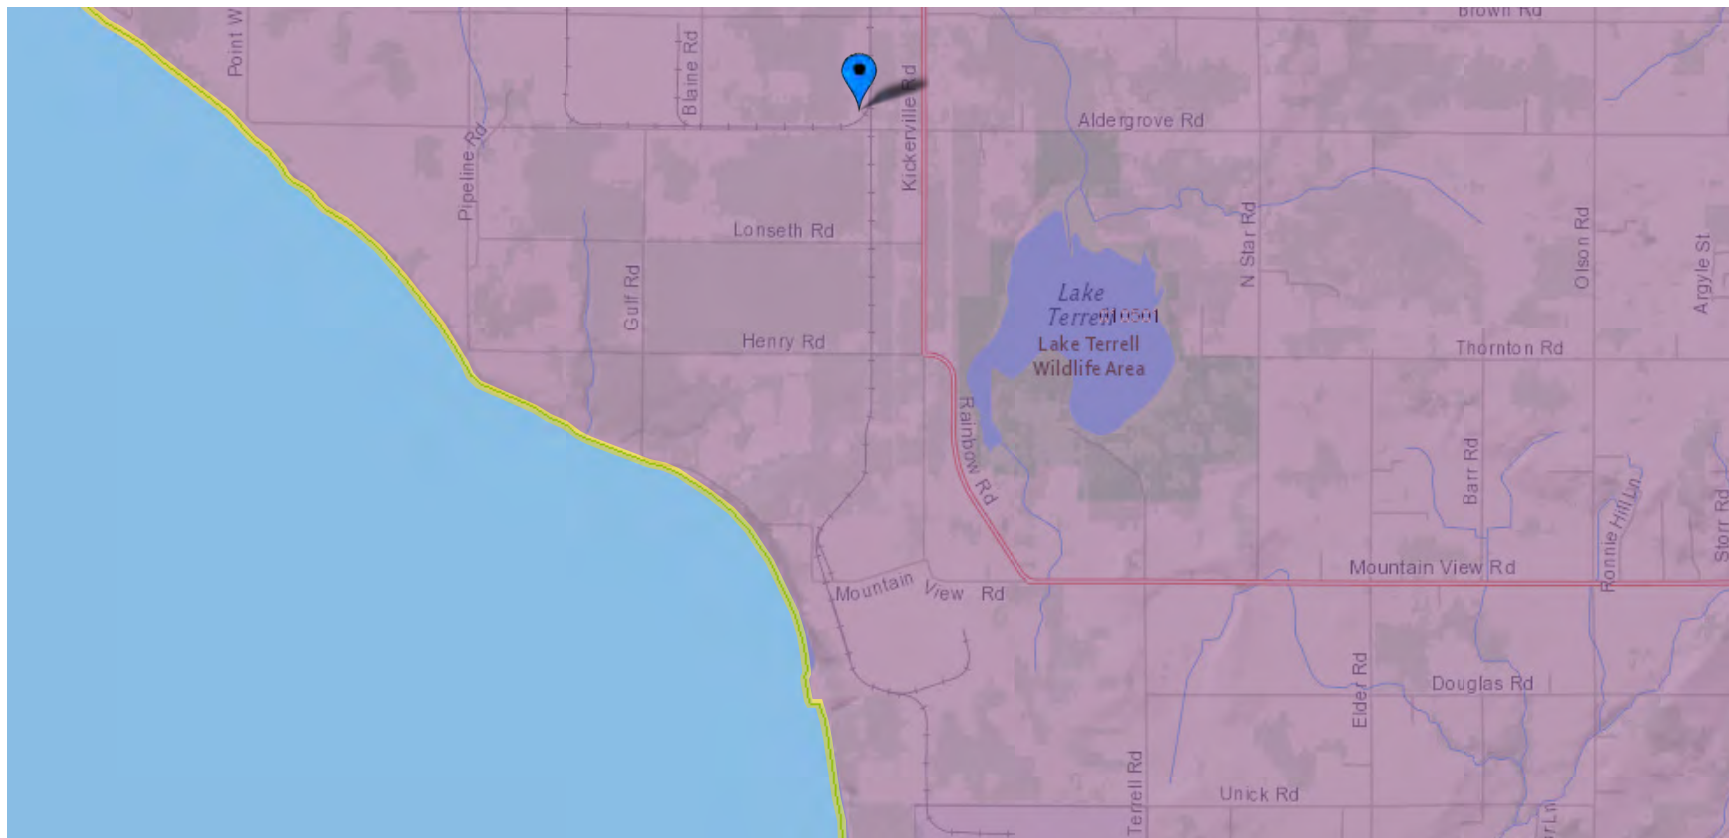 Point W
Blaine Rd
Brown Rd
Kickerville Rd
Aldergrove Rd
Pipeline Rd
Lonseth Rd
N Star Rd
Olson Rd
Argyle St
Gulf Rd
Lake
Terrell
Henry Rd
Lake Terrell
Wildlife Area
Thornton Rd
Rainbow Rd
Barr Rd
Ronnie Hill Ln
Storr Rd
Mountain View Rd
Mountain View Rd
Elder Rd
Douglas Rd
Terrell Rd
Unick Rd
r Ln